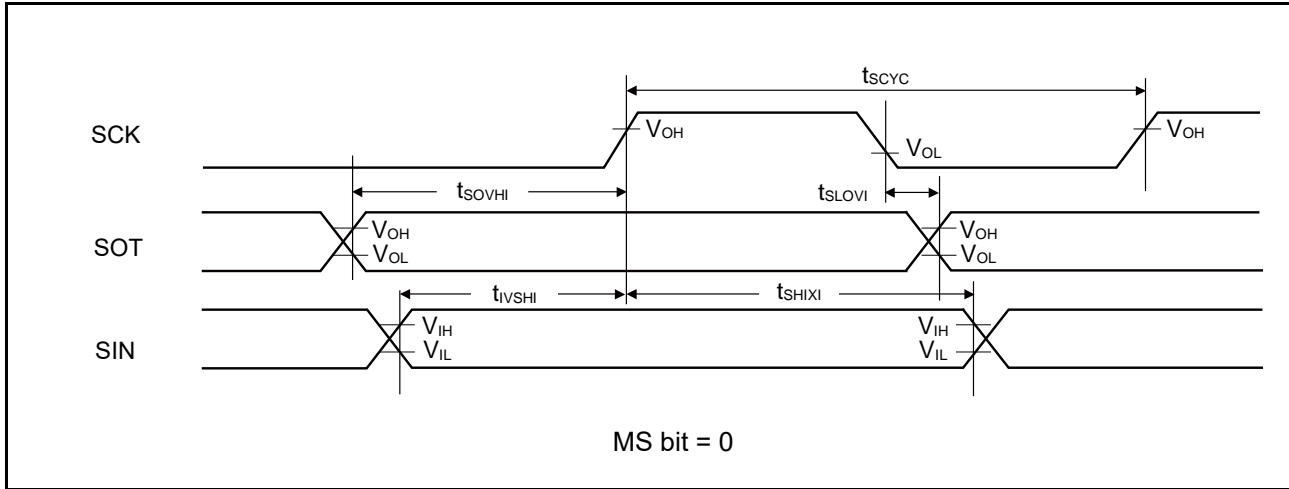 tSCYC
SCK
VOH
VOL
VOH
tSOVHI
tSLOVI
SOT
VOH
VOL
VOH
VOL
tIVSHI
tSHIXI
SIN
VIH
VIL
VIH
VIL
MS bit = 0